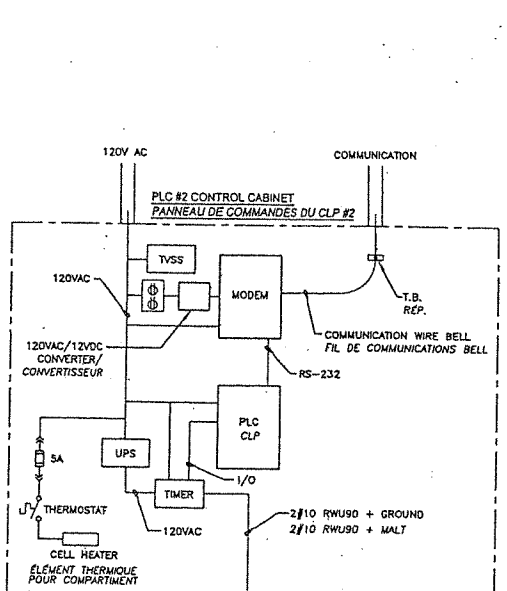 120V AC
COMMUNICATION
PLC #2 CONTROL CABINET
PANNEAU DE COMMANDES DU CLP #2
TVSS
120VAC
MODEM
T.B.
RÉP.
120VAC/12VDC
CONVERTER/
CONVERTISSEUR
COMMUNICATION WIRE BELL
FIL DE COMMUNICATIONS BELL
RS-232
PLC
CLP
5A
UPS
I/O
TIMER
THERMOSTAT
120VAC
2#10 RWU90 + GROUND
2#10 RWU90 + MALT
CELL HEATER
ÉLÉMENT THERMIQUE
POUR COMPARTIMENT